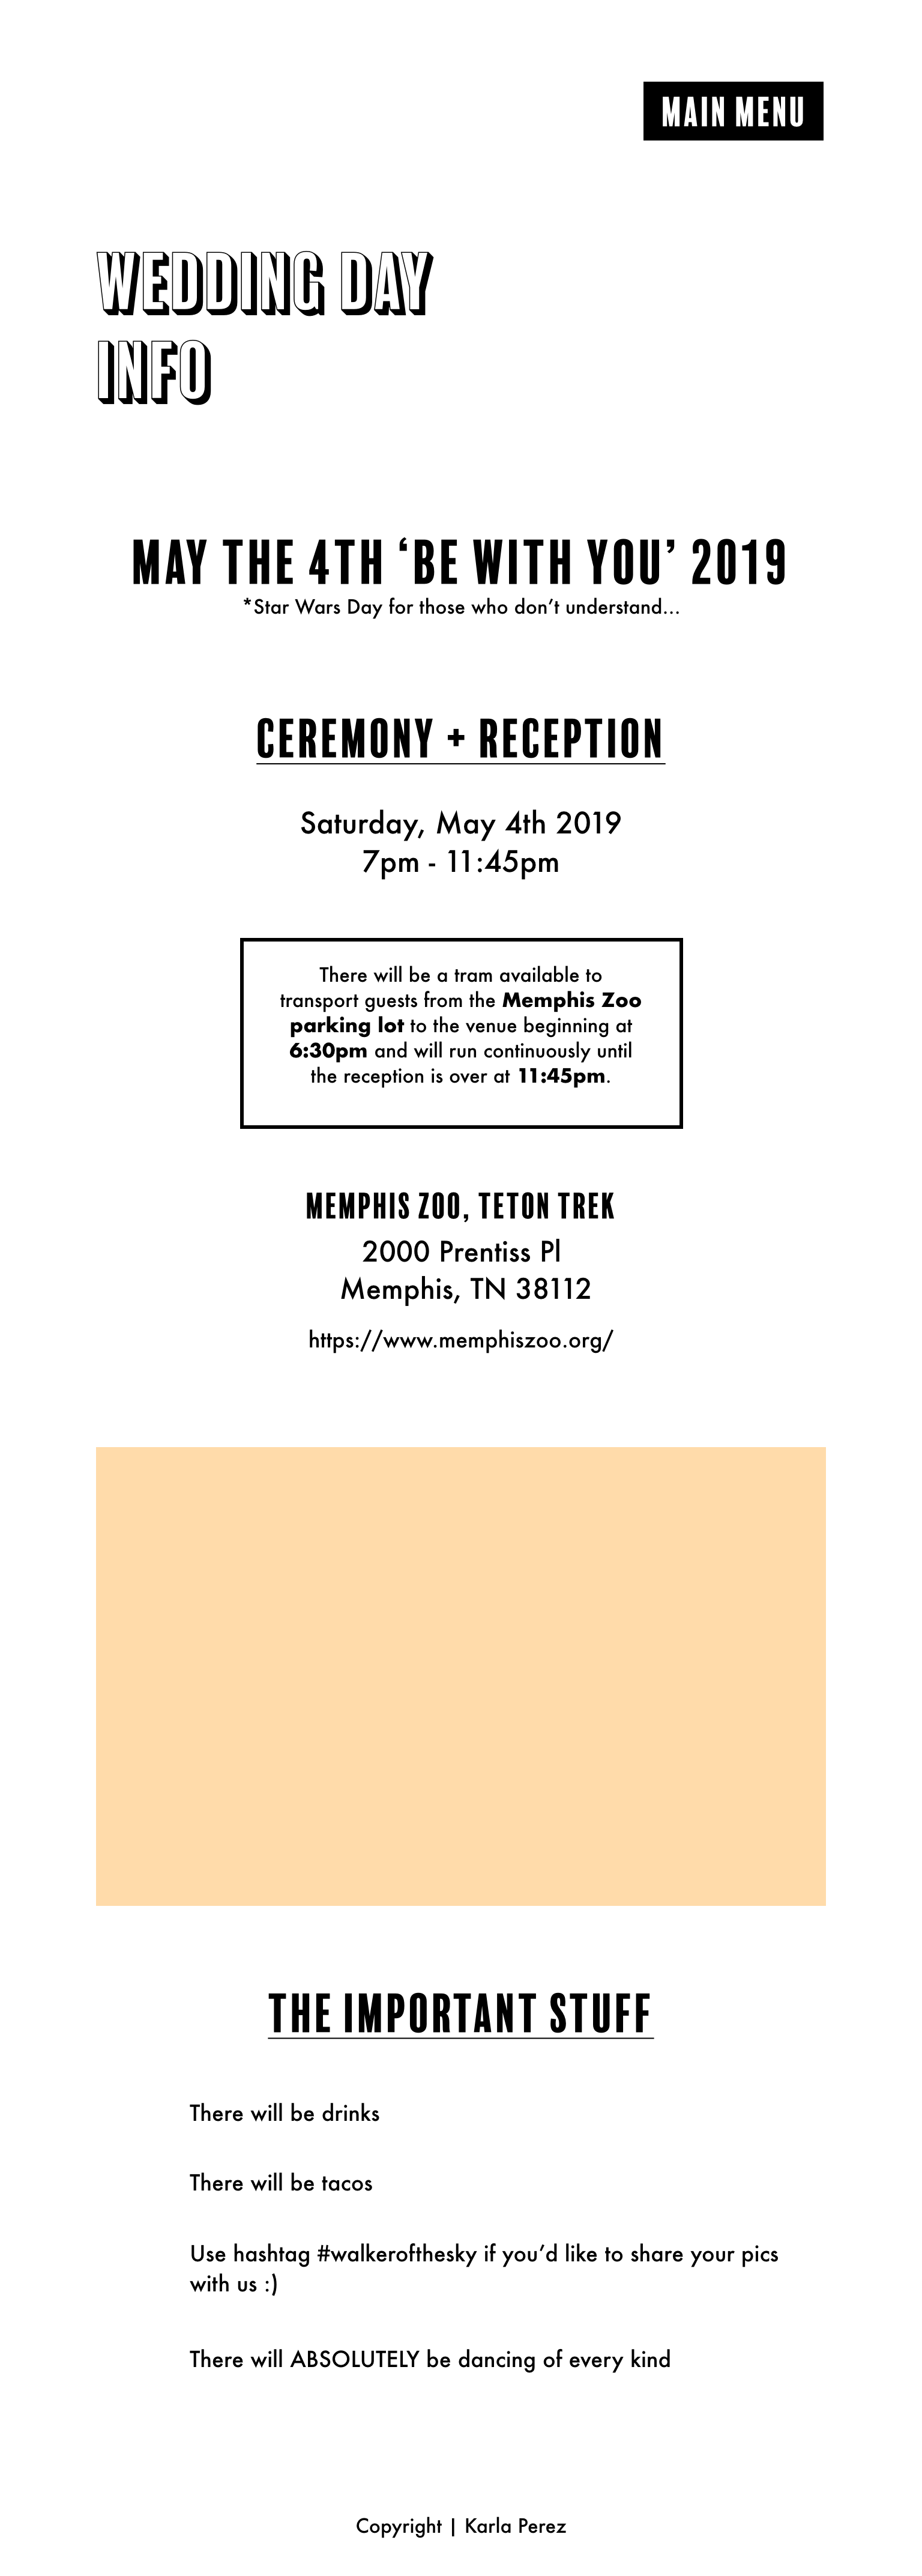 MAIN MENU
WEDDING DAY
INFO
MAY THE 4TH ‘BE WITH YOU’ 2019
*Star Wars Day for those who don’t understand...
CEREMONY + RECEPTION
Saturday, May 4th 2019
7pm - 11:45pm
There will be a tram available to
transport guests from the Memphis Zoo
parking lot to the venue beginning at
6:30pm and will run continuously until
the reception is over at 11:45pm.
MEMPHIS ZOO, TETON TREK
2000 Prentiss Pl
Memphis, TN 38112
https://www.memphiszoo.org/
THE IMPORTANT STUFF
There will be drinks
There will be tacos
Use hashtag #walkerofthesky if you’d like to share your pics
with us :)
There will ABSOLUTELY be dancing of every kind
Copyright | Karla Perez